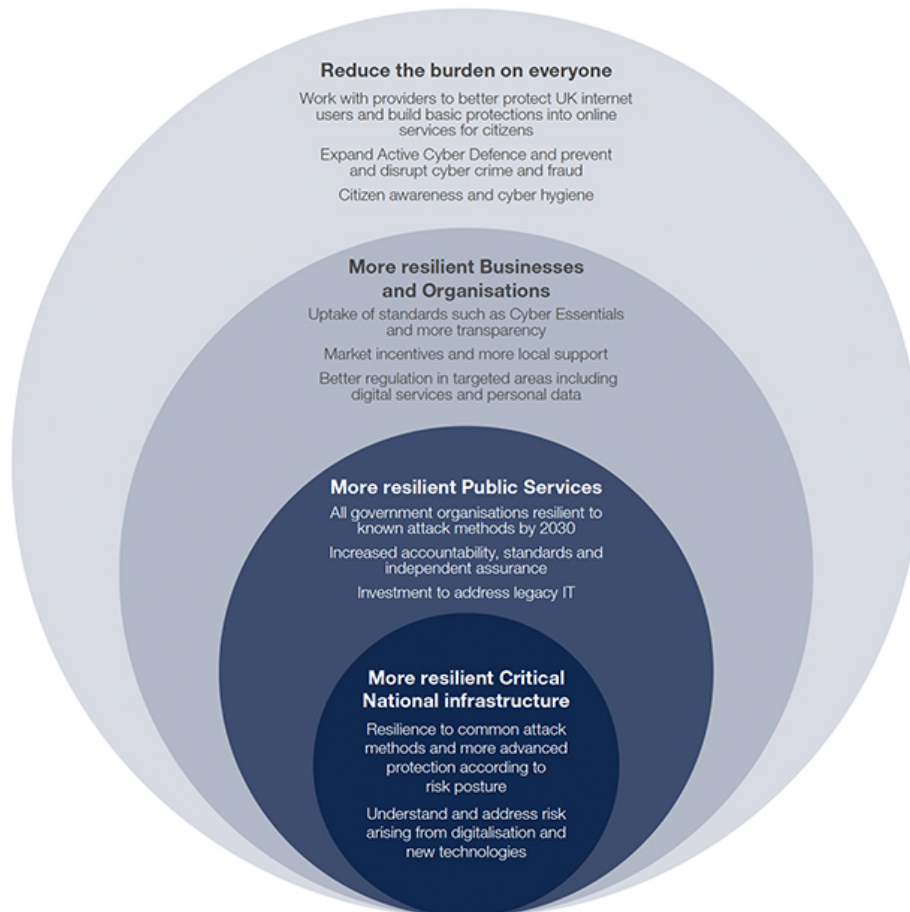 Reduce the burden on everyone
Work with providers to better protect UK internet
users and build basic protections into online
services for citizens
Expand Active Cyber Defence and prevent
and disrupt cyber crime and fraud
Citizen awareness and cyber hygiene
More resilient Businesses
and Organisations
Uptake of standards such as Cyber Essentials
and more transparency
Market incentives and more local support
Better regulation in targeted areas including
digital services and personal data
More resilient Public Services
All government organisations resilient to
known attack methods by 2030
Increased accountability, standards and
independent assurance
Investment to address legacy IT
More resilient Critical
National infrastructure
Resilience to common attack
methods and more advanced
protection according to
risk posture
Understand and address risk
arising from digitalisation and
new technologies